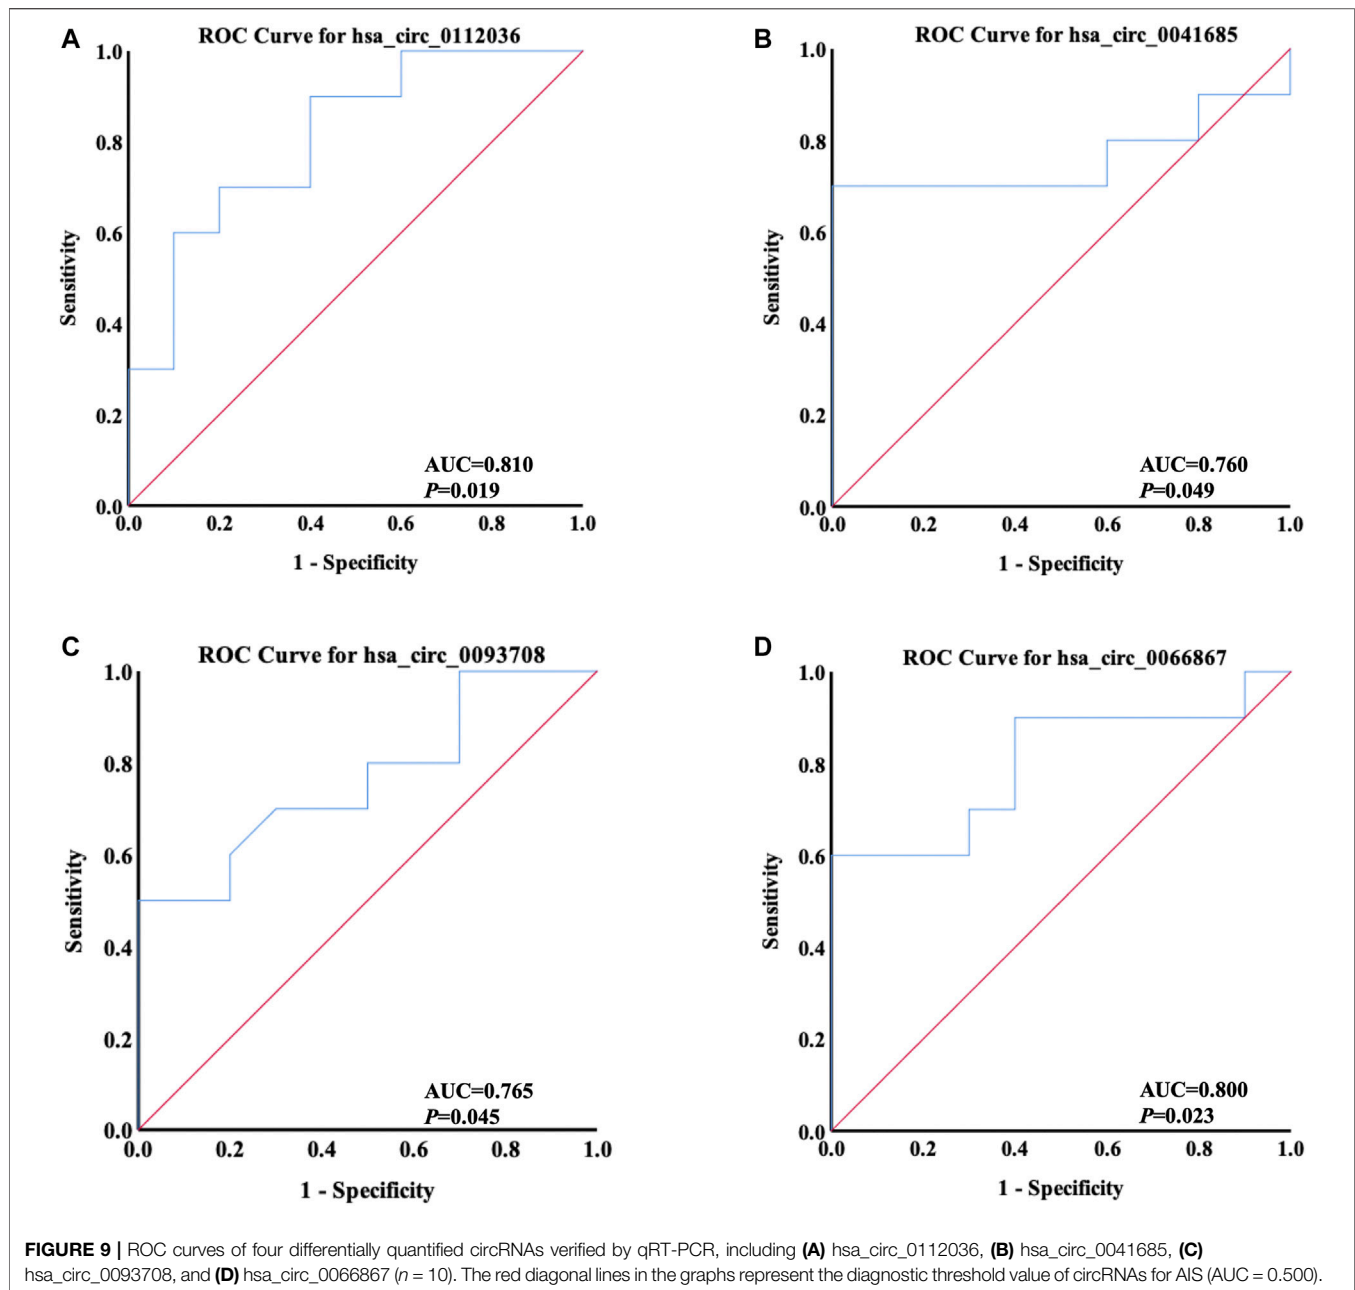 A
ROC Curve for hsa_circ_0112036
1.0
0.8
0.6
0.4
0.2
0.0
Sensitivity
AUC=0.810
P=0.019
0.0 0.2 0.4 0.6 0.8 1.0
1 - Specificity
B
ROC Curve for hsa_circ_0041685
1.0
0.8
0.6
0.4
0.2
0.0
Sensitivity
AUC=0.760
P=0.049
0.0 0.2 0.4 0.6 0.8 1.0
1 - Specificity
C
ROC Curve for hsa_circ_0093708
1.0
0.8
0.6
0.4
0.2
0.0
Sensitivity
AUC=0.765
P=0.045
0.0 0.2 0.4 0.6 0.8 1.0
1 - Specificity
D
ROC Curve for hsa_circ_0066867
1.0
0.8
0.6
0.4
0.2
0.0
Sensitivity
AUC=0.800
P=0.023
0.0 0.2 0.4 0.6 0.8 1.0
1 - Specificity
FIGURE 9 | ROC curves of four differentially quantified circRNAs verified by qRT-PCR, including (A) hsa_circ_0112036, (B) hsa_circ_0041685, (C)
hsa_circ_0093708, and (D) hsa_circ_0066867 (n = 10). The red diagonal lines in the graphs represent the diagnostic threshold value of circRNAs for AIS (AUC = 0.500).